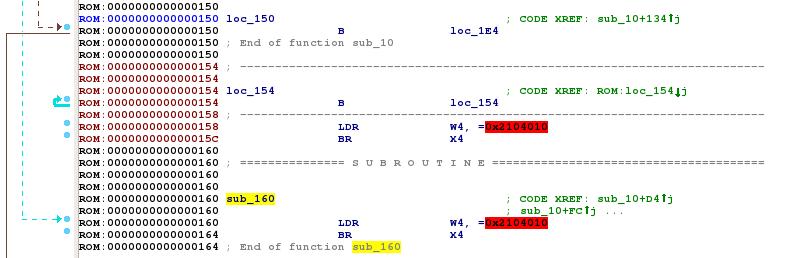 ROM:0000000000000150
ROM:0000000000000150 loc_150 ; CODE XREF: sub_10+134↑j
ROM:0000000000000150 B loc_1E4
ROM:0000000000000150 ; End of function sub_10
ROM:0000000000000150
ROM:0000000000000154 ; ---------------------------------------------------------------------------
ROM:0000000000000154
ROM:0000000000000154 loc_154 ; CODE XREF: ROM:loc_154↓j
ROM:0000000000000154 B loc_154
ROM:0000000000000158 ; ---------------------------------------------------------------------------
ROM:0000000000000158 LDR W4, =0x2104010
ROM:000000000000015C BR X4
ROM:0000000000000160
ROM:0000000000000160 ; =============== S U B R O U T I N E =======================================
ROM:0000000000000160
ROM:0000000000000160
ROM:0000000000000160 sub_160 ; CODE XREF: sub_10+D4↑j
ROM:0000000000000160 ; sub_10+FC↑j ...
ROM:0000000000000160 LDR W4, =0x2104010
ROM:0000000000000164 BR X4
ROM:0000000000000164 ; End of function sub_160